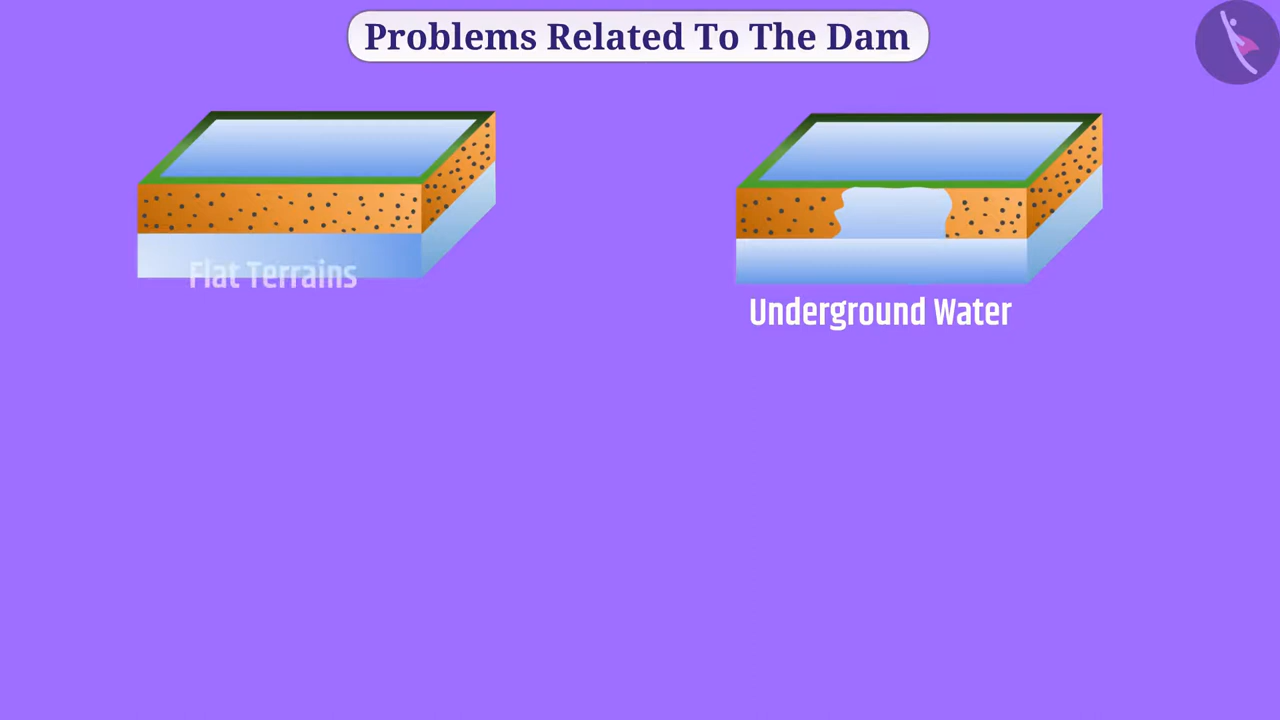 Problems Related To The Dam
Flat Terrains
Underground Water